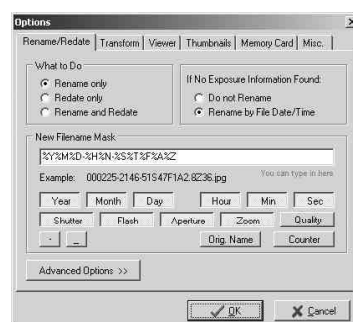 Options
Rename/Redate Transform Viewer Thumbnails Memory Card Misc.
What to Do
Rename only
Redate only
Rename and Redate
If No Exposure Information Found:
Do not Rename
Rename by File Date/Time
New Filename Mask
%Y%M%D-%H%N-%S%T%F%A%Z
Example: 000225-2146-51S47F1A2.8Z36.jpg
You can type in here
Year Month Day Hour Min Sec
Shutter Flash Aperture Zoom Quality
- _ Orig. Name Counter
Advanced Options >>
OK Cancel